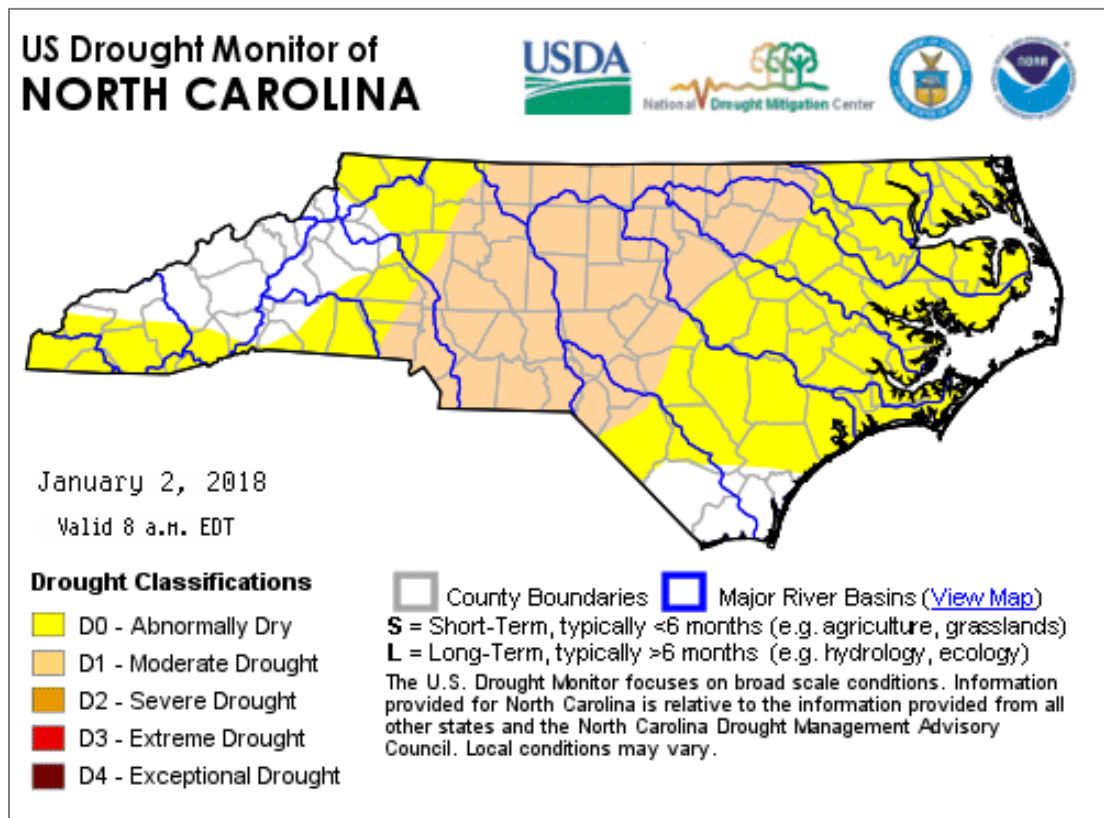 US Drought Monitor of
NORTH CAROLINA
USDA
National Drought Mitigation Center
NOAA
January 2, 2018
Valid 8 a.m. EDT
Drought Classifications
D0 - Abnormally Dry
D1 - Moderate Drought
D2 - Severe Drought
D3 - Extreme Drought
D4 - Exceptional Drought
County Boundaries
Major River Basins (View Map)
S = Short-Term, typically <6 months (e.g. agriculture, grasslands)
L = Long-Term, typically >6 months (e.g. hydrology, ecology)
The U.S. Drought Monitor focuses on broad scale conditions. Information
provided for North Carolina is relative to the information provided from all
other states and the North Carolina Drought Management Advisory
Council. Local conditions may vary.